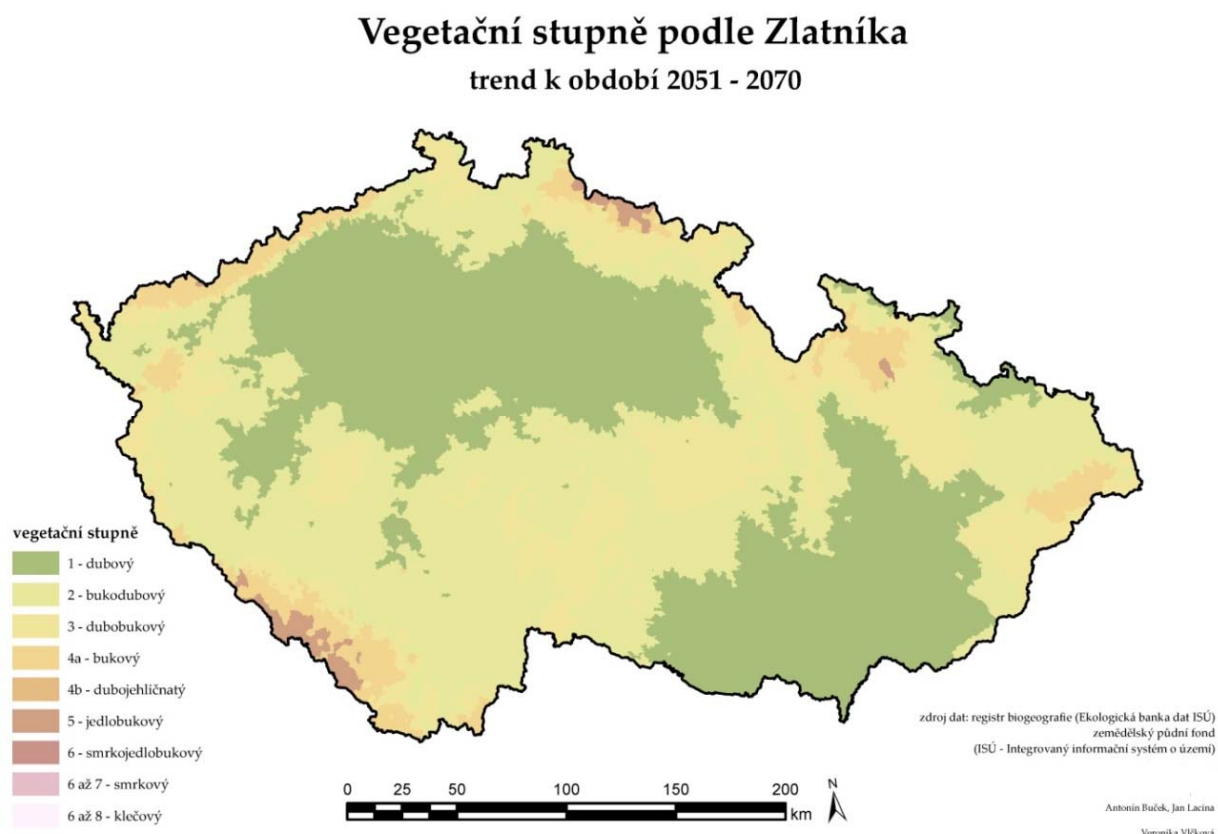 Vegetační stupně podle Zlatníka
trend k období 2051 - 2070
vegetační stupně
1 - dubový
2 - bukodubový
3 - dubobukový
4a - bukový
4b - dubojehličnatý
5 - jedlobukový
6 - smrkojedlobukový
6 až 7 - smrkový
6 až 8 - klečový
0 25 50 100 150 200
km
N
zdroj dat: registr biogeografie (Ekologická banka dat ISÚ)
zemědělský půdní fond
(ISÚ - Integrovaný informační systém o území)
Antonín Buček, Jan Lacina
Veronika Vlčková